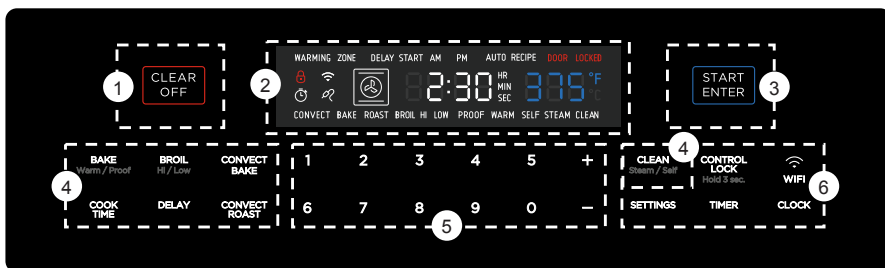 WARMING ZONE DELAY START AM PM AUTO RECIPE DOOR LOCKED
CLEAR
OFF
1
2
2:30
HR
MIN
SEC
375
°F
°C
START
ENTER
3
CONVECT BAKE ROAST BROIL HI LOW PROOF WARM SELF STEAM CLEAN
4
BAKE
Warm / Proof
BROIL
Hi / Low
CONVECT
BAKE
COOK
TIME
DELAY
CONVECT
ROAST
1 2 3 4 5 +
6 7 8 9 0 –
5
4
CLEAN
Steam / Self
CONTROL
LOCK
Hold 3 sec.
WIFI
6
SETTINGS
TIMER
CLOCK